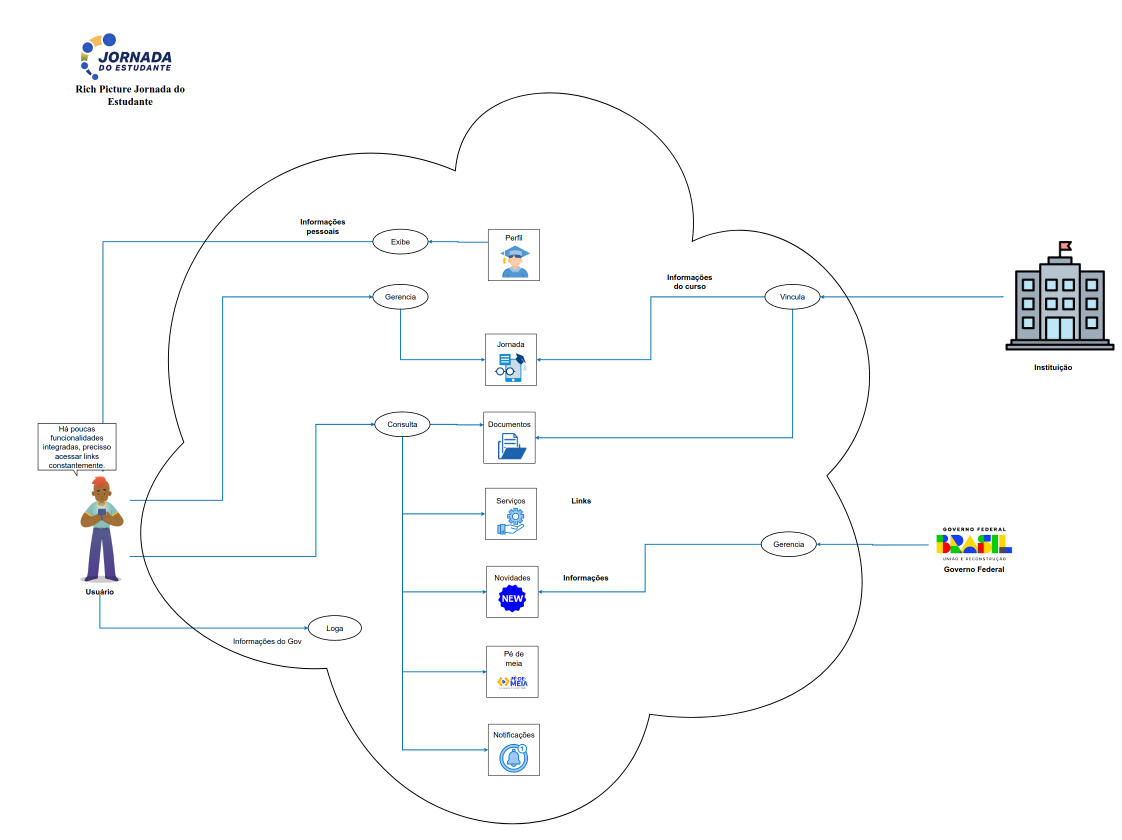 JORNADA
DO ESTUDANTE
Rich Picture Jornada do
Estudante
Informações
pessoais
Exibe
Perfil
Gerencia
Informações
do curso
Vincula
Jornada
Instituição
Há poucas
funcionalidades
integradas, precisso
acessar links
constantemente.
Consulta
Documentos
Serviços
Links
Usuário
Gerencia
GOVERNO FEDERAL
BRASIL
UNIÃO E RECONSTRUÇÃO
Governo Federal
Novidades
NEW
Informações
Informações do Gov
Loga
Pé de
meia
PÉ-DE-
MEIA
Notificações
1